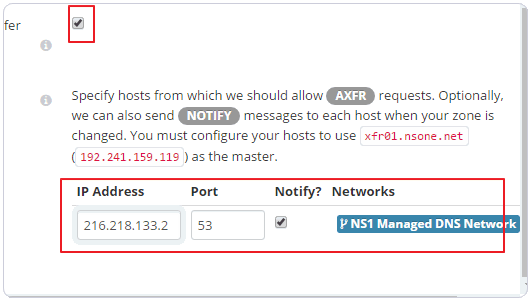 fer
Specify hosts from which we should allow AXFR requests. Optionally,
we can also send NOTIFY messages to each host when your zone is
changed. You must configure your hosts to use xfr01.nsone.net
(192.241.159.119) as the master.
IP Address Port Notify? Networks
216.218.133.2 53 NS1 Managed DNS Network